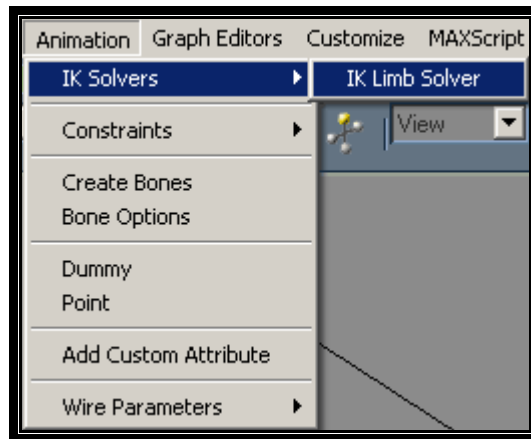 Animation Graph Editors Customize MAXScript
IK Solvers IK Limb Solver
Constraints View
Create Bones
Bone Options
Dummy
Point
Add Custom Attribute
Wire Parameters